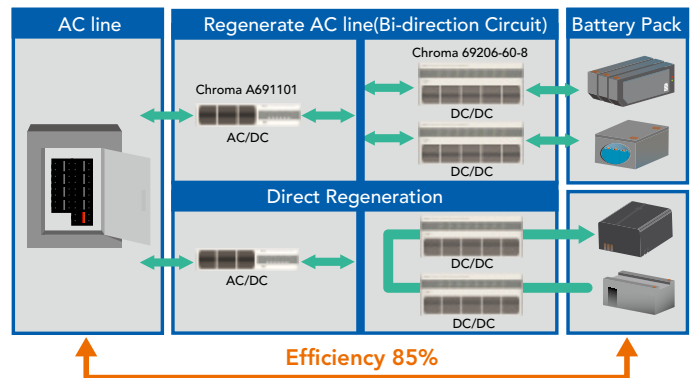 AC line
Regenerate AC line(Bi-direction Circuit)
Battery Pack
Chroma 69206-60-8
Chroma A691101
DC/DC
AC/DC
DC/DC
Direct Regeneration
DC/DC
AC/DC
DC/DC
Efficiency 85%